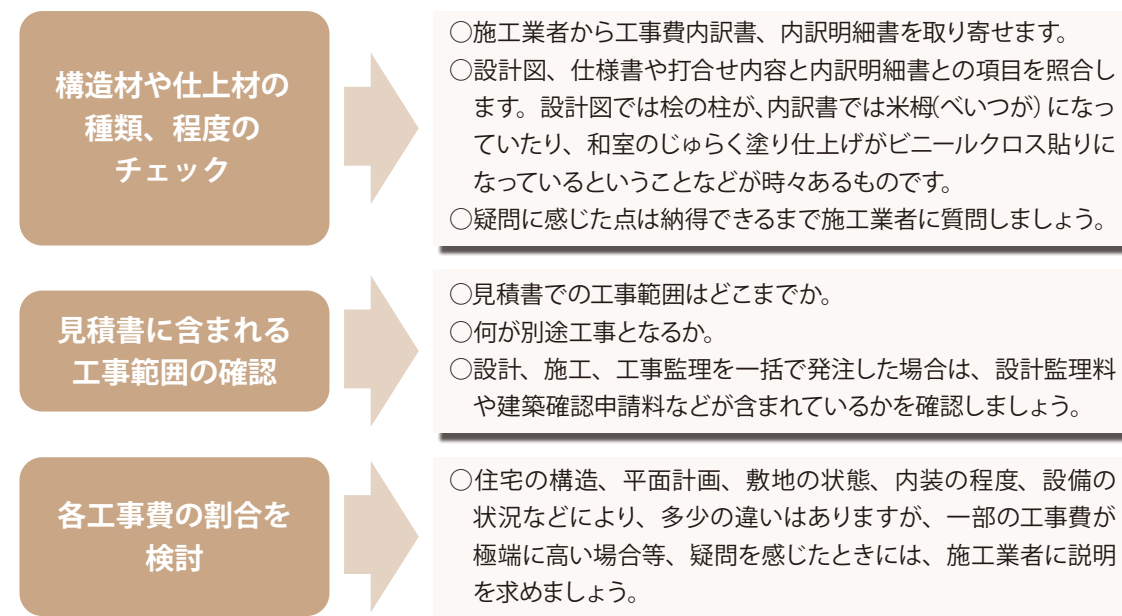 構造材や仕上材の
種類、程度の
チェック
○施工業者から工事費内訳書、内訳明細書を取り寄せます。
○設計図、仕様書や打合せ内容と内訳明細書との項目を照合し
ます。設計図では桧の柱が、内訳書では米栂(べいつが)になっ
ていたり、和室のじゅらく塗り仕上げがビニールクロス貼りに
なっているということなどが時々あるものです。
○疑問に感じた点は納得できるまで施工業者に質問しましょう。
見積書に含まれる
工事範囲の確認
○見積書での工事範囲はどこまでか。
○何が別途工事となるか。
○設計、施工、工事監理を一括で発注した場合は、設計監理料
や建築確認申請料などが含まれているかを確認しましょう。
各工事費の割合を
検討
○住宅の構造、平面計画、敷地の状態、内装の程度、設備の
状況などにより、多少の違いはありますが、一部の工事費が
極端に高い場合等、疑問を感じたときには、施工業者に説明
を求めましょう。